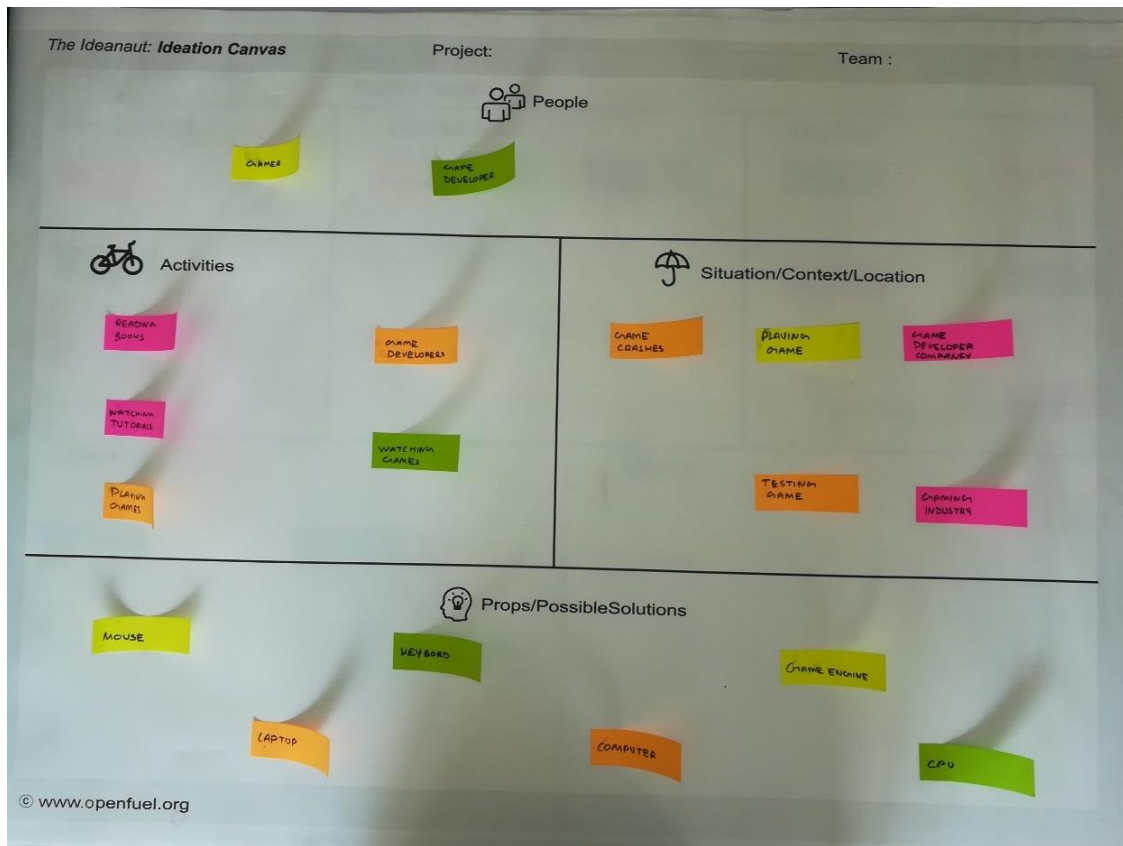 The Ideanaut: Ideation Canvas
Project:
Team :
People
GAMER
GAME
DEVELOPER
Activities
READING
BOOKS
GAME
DEVELOPERS
WATCHING
TUTORIALS
WATCHING
GAMES
PLAYING
GAMES
Situation/Context/Location
GAME
CRASHES
PLAYING
GAME
GAME
DEVELOPER
COMPANEY
TESTING
GAME
GAMING
INDUSTRY
Props/PossibleSolutions
MOUSE
KEYBORD
GAME ENGINE
LAPTOP
COMPUTER
CPU
© www.openfuel.org